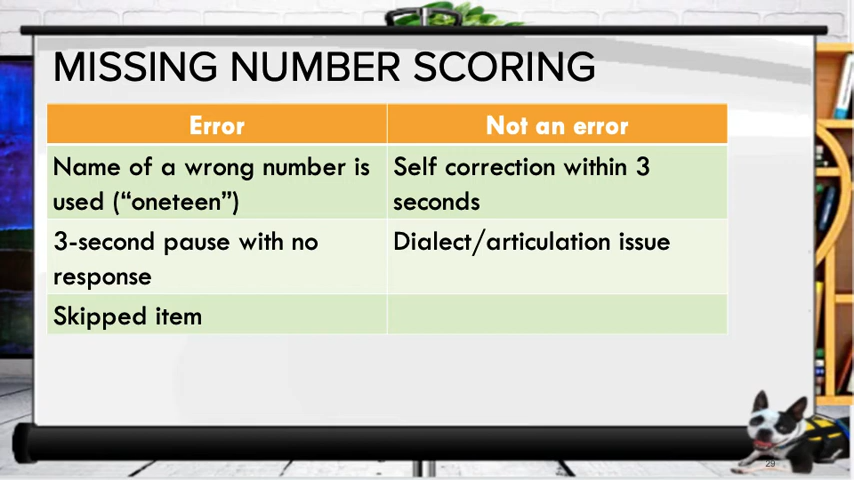 MISSING NUMBER SCORING
Error
Not an error
Name of a wrong number is
used (“oneteen”)
Self correction within 3
seconds
3-second pause with no
response
Dialect/articulation issue
Skipped item
29